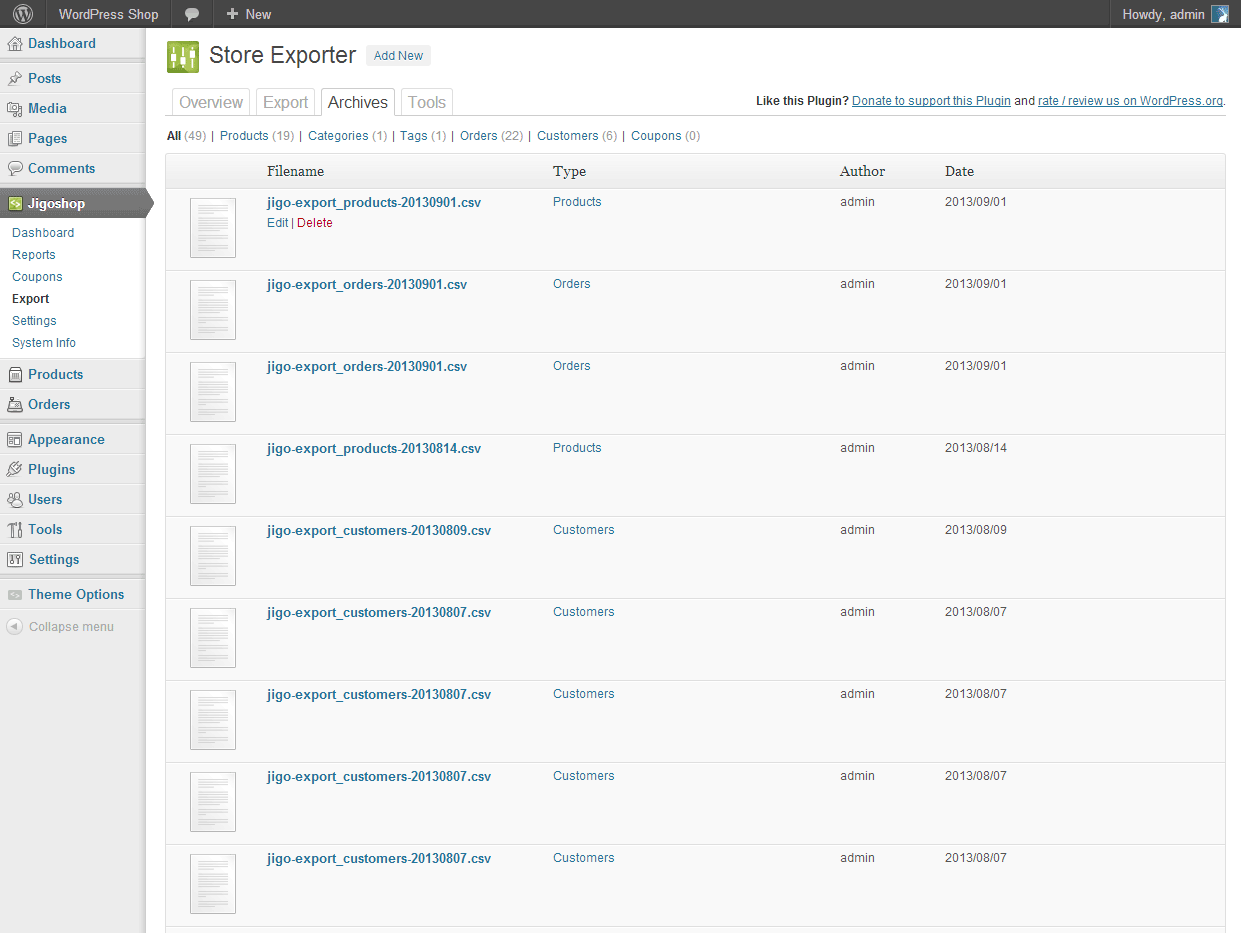 WordPress Shop
+ New
Howdy, admin
Dashboard
Posts
Media
Pages
Comments
Jigoshop
Dashboard
Reports
Coupons
Export
Settings
System Info
Products
Orders
Appearance
Plugins
Users
Tools
Settings
Theme Options
Collapse menu
Store Exporter
Add New
Overview
Export
Archives
Tools
Like this Plugin? Donate to support this Plugin and rate / review us on WordPress.org.
All (49) | Products (19) | Categories (1) | Tags (1) | Orders (22) | Customers (6) | Coupons (0)
Filename Type Author Date
jigo-export_products-20130901.csv Products admin 2013/09/01
Edit | Delete
jigo-export_orders-20130901.csv Orders admin 2013/09/01
jigo-export_orders-20130901.csv Orders admin 2013/09/01
jigo-export_products-20130814.csv Products admin 2013/08/14
jigo-export_customers-20130809.csv Customers admin 2013/08/09
jigo-export_customers-20130807.csv Customers admin 2013/08/07
jigo-export_customers-20130807.csv Customers admin 2013/08/07
jigo-export_customers-20130807.csv Customers admin 2013/08/07
jigo-export_customers-20130807.csv Customers admin 2013/08/07